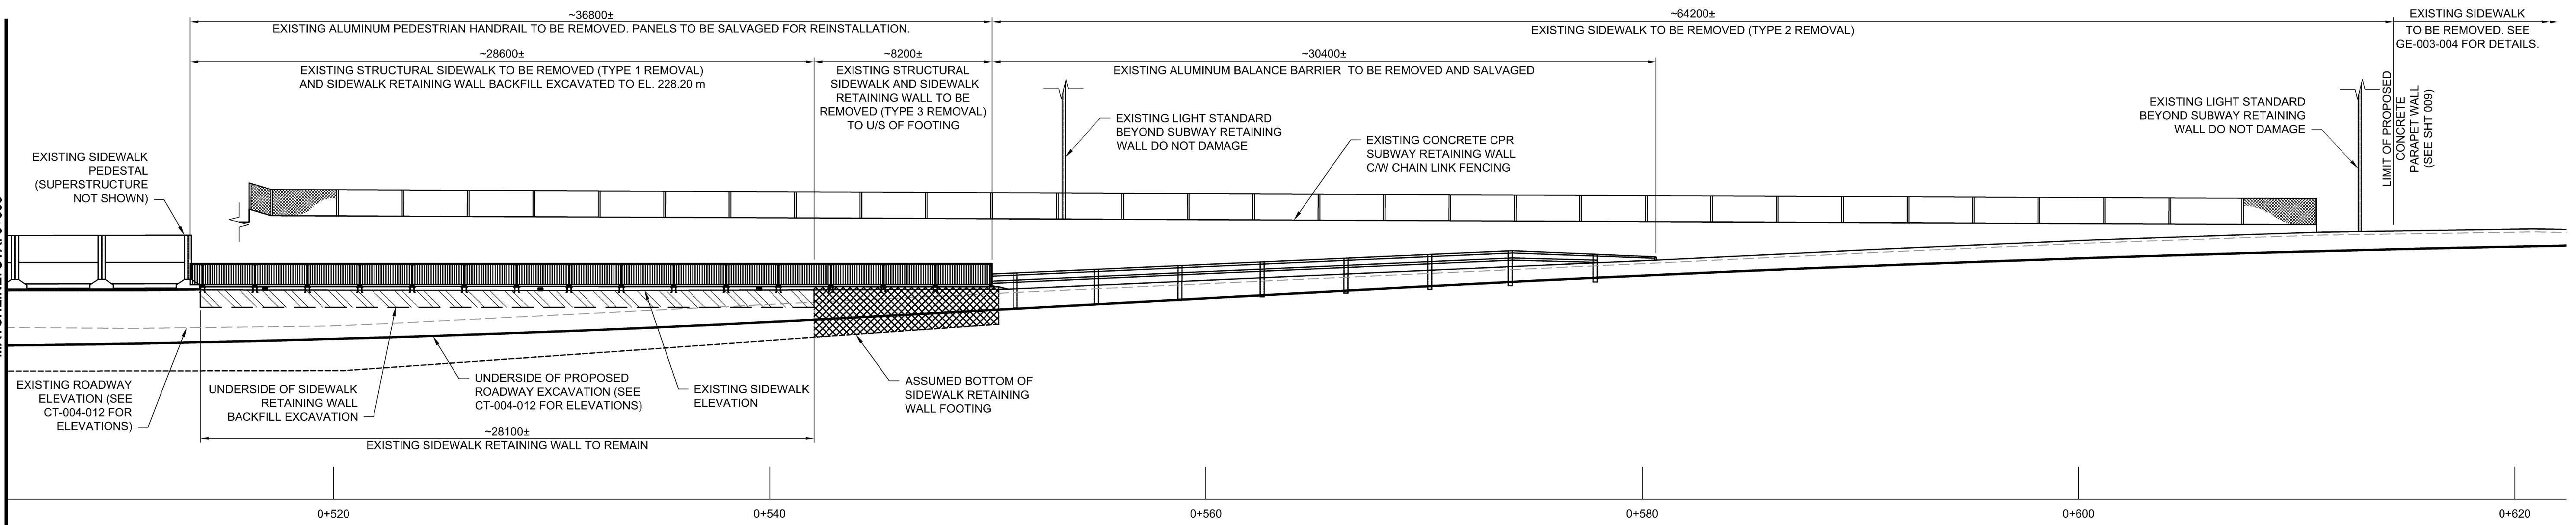 ~36800±
EXISTING ALUMINUM PEDESTRIAN HANDRAIL TO BE REMOVED. PANELS TO BE SALVAGED FOR REINSTALLATION.
~64200±
EXISTING SIDEWALK TO BE REMOVED (TYPE 2 REMOVAL)
EXISTING SIDEWALK
TO BE REMOVED. SEE
GE-003-004 FOR DETAILS.
~28600±
EXISTING STRUCTURAL SIDEWALK TO BE REMOVED (TYPE 1 REMOVAL)
AND SIDEWALK RETAINING WALL BACKFILL EXCAVATED TO EL. 228.20 m
~8200±
EXISTING STRUCTURAL
SIDEWALK AND SIDEWALK
RETAINING WALL TO BE
REMOVED (TYPE 3 REMOVAL)
TO U/S OF FOOTING
~30400±
EXISTING ALUMINUM BALANCE BARRIER TO BE REMOVED AND SALVAGED
EXISTING LIGHT STANDARD
BEYOND SUBWAY RETAINING
WALL DO NOT DAMAGE
EXISTING CONCRETE CPR
SUBWAY RETAINING WALL
C/W CHAIN LINK FENCING
EXISTING LIGHT STANDARD
BEYOND SUBWAY RETAINING
WALL DO NOT DAMAGE
LIMIT OF PROPOSED
CONCRETE
PARAPET WALL
(SEE SHT 009)
EXISTING SIDEWALK
PEDESTAL
(SUPERSTRUCTURE
NOT SHOWN)
EXISTING ROADWAY
ELEVATION (SEE
CT-004-012 FOR
ELEVATIONS)
UNDERSIDE OF SIDEWALK
RETAINING WALL
BACKFILL EXCAVATION
UNDERSIDE OF PROPOSED
ROADWAY EXCAVATION (SEE
CT-004-012 FOR ELEVATIONS)
EXISTING SIDEWALK
ELEVATION
ASSUMED BOTTOM OF
SIDEWALK RETAINING
WALL FOOTING
~28100±
EXISTING SIDEWALK RETAINING WALL TO REMAIN
0+520
0+540
0+560
0+580
0+600
0+620